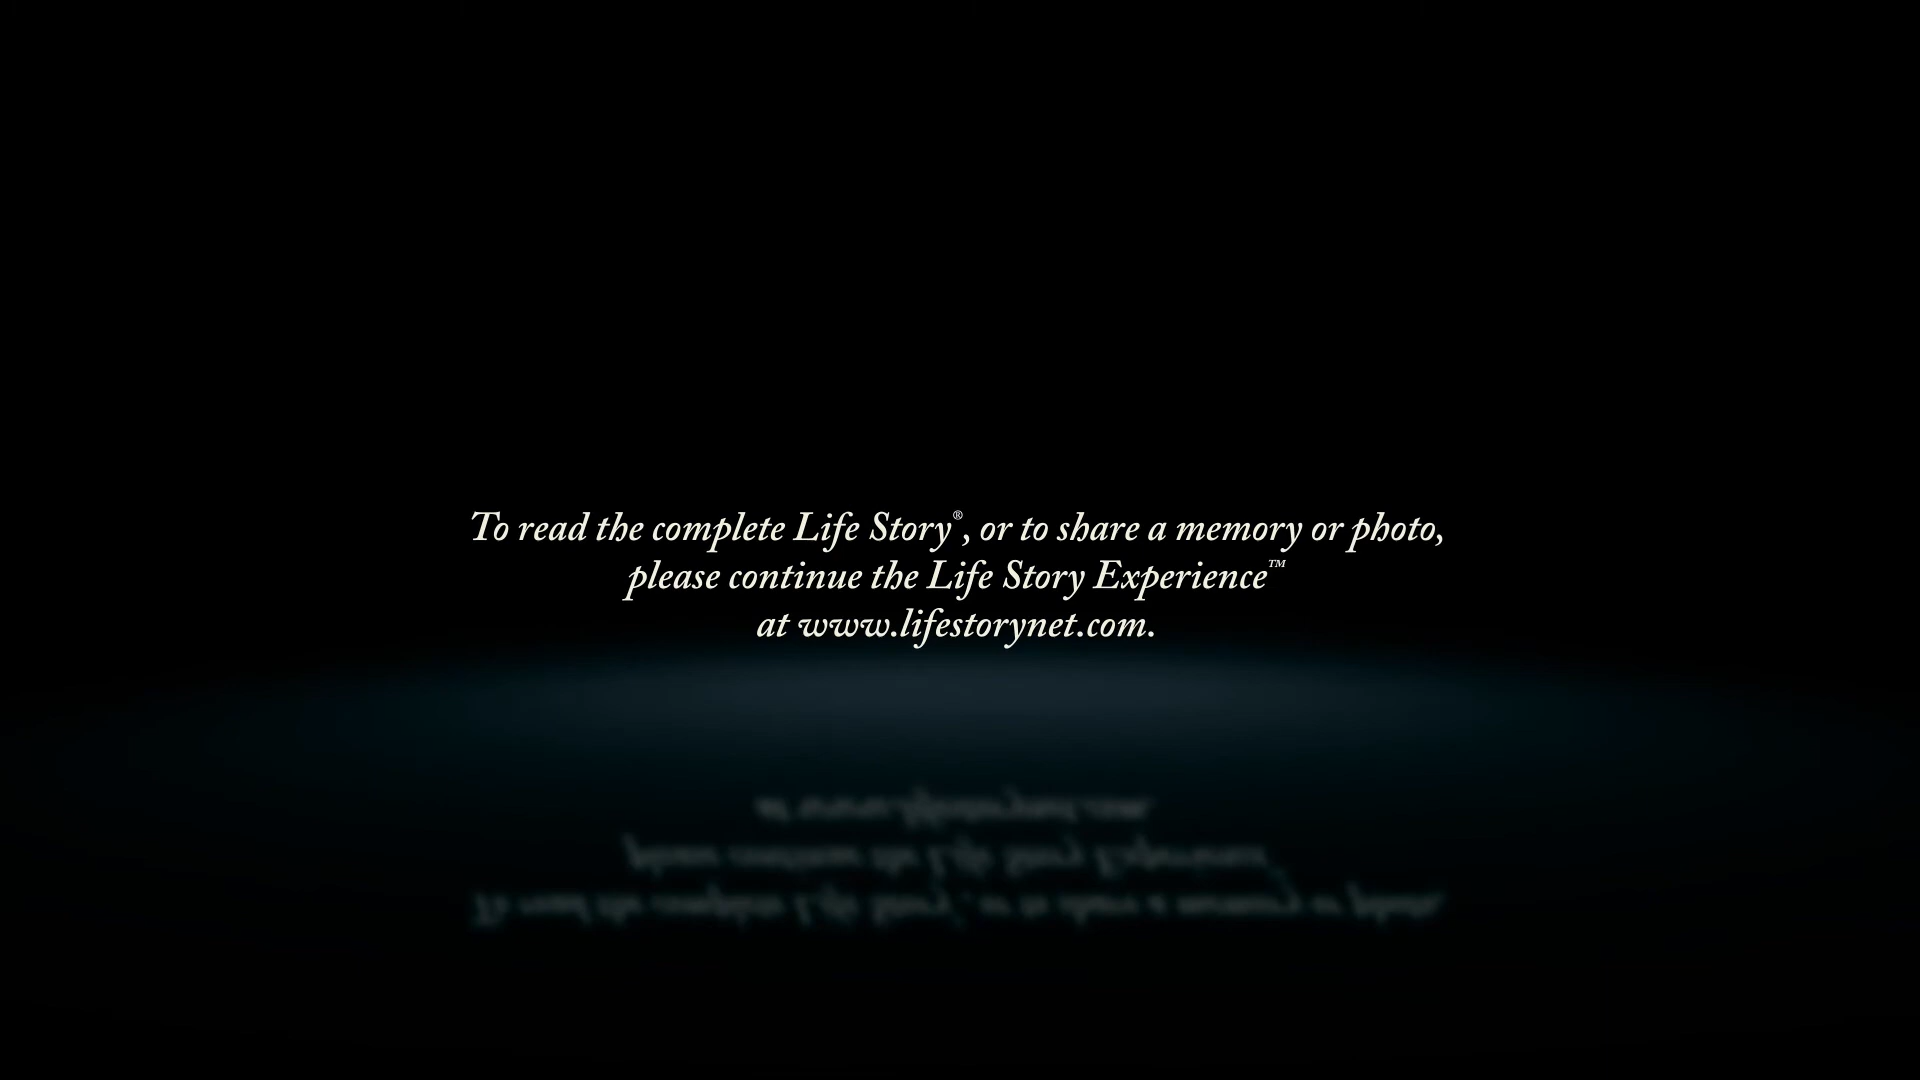 To read the complete Life Story®, or to share a memory or photo,
please continue the Life Story Experience™
at www.lifestorynet.com.